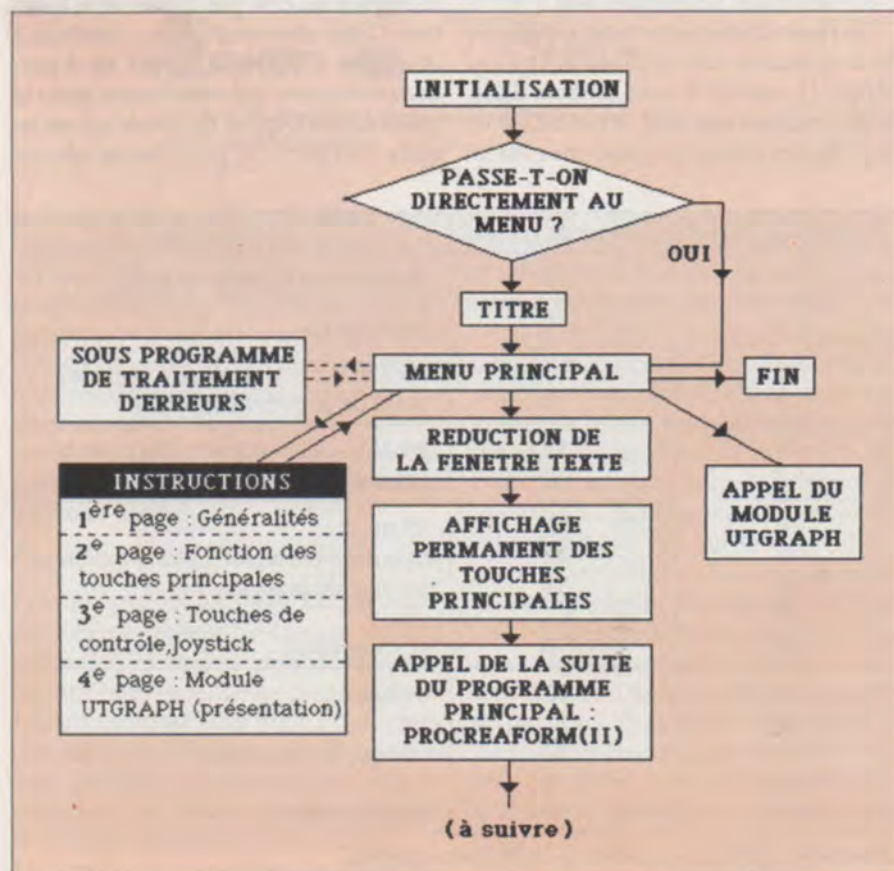 INITIALISATION
PASSE-T-ON
DIRECTEMENT AU
MENU ?
OUI
TITRE
SOUS PROGRAMME
DE TRAITEMENT
D'ERREURS
MENU PRINCIPAL
FIN
REDUCTION DE
LA FENETRE TEXTE
INSTRUCTIONS
1ère page : Généralités
2e page : Fonction des
touches principales
3e page : Touches de
contrôle,Joystick
4e page : Module
UTGRAPH (présentation)
APPEL DU
MODULE
UTGRAPH
AFFICHAGE
PERMANENT DES
TOUCHES
PRINCIPALES
APPEL DE LA SUITE
DU PROGRAMME
PRINCIPAL :
PROCREAFORM(II)
(à suivre)